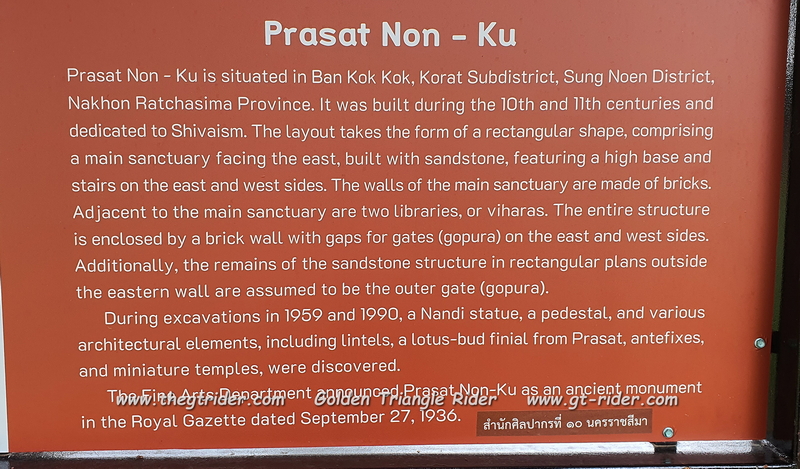 Prasat Non - Ku
Prasat Non - Ku is situated in Ban Kok Kok, Korat Subdistrict, Sung Noen District,
Nakhon Ratchasima Province. It was built during the 10th and 11th centuries and
dedicated to Shivaism. The layout takes the form of a rectangular shape, comprising
a main sanctuary facing the east, built with sandstone, featuring a high base and
stairs on the east and west sides. The walls of the main sanctuary are made of bricks.
Adjacent to the main sanctuary are two libraries, or viharas. The entire structure
is enclosed by a brick wall with gaps for gates (gopura) on the east and west sides.
Additionally, the remains of the sandstone structure in rectangular plans outside
the eastern wall are assumed to be the outer gate (gopura).
During excavations in 1959 and 1990, a Nandi statue, a pedestal, and various
architectural elements, including lintels, a lotus-bud finial from Prasat, antefixes,
and miniature temples, were discovered.
The Fine Arts Department announced Prasat Non-Ku as an ancient monument
www.thegtrider.com Golden Triangle Rider www.gt-rider.com
in the Royal Gazette dated September 27, 1936.
สำนักศิลปากรที่ ๑๐ นครราชสีมา